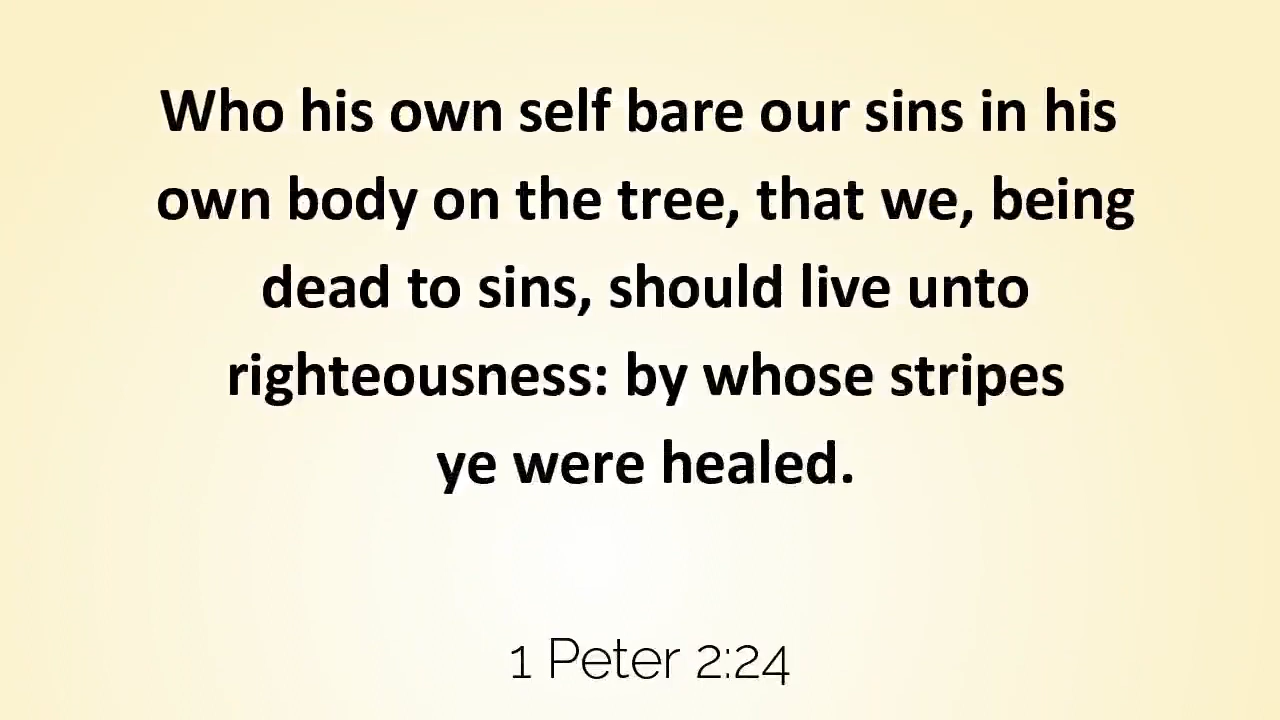 Who his own self bare our sins in his
own body on the tree, that we, being
dead to sins, should live unto
righteousness: by whose stripes
ye were healed.
1 Peter 2:24